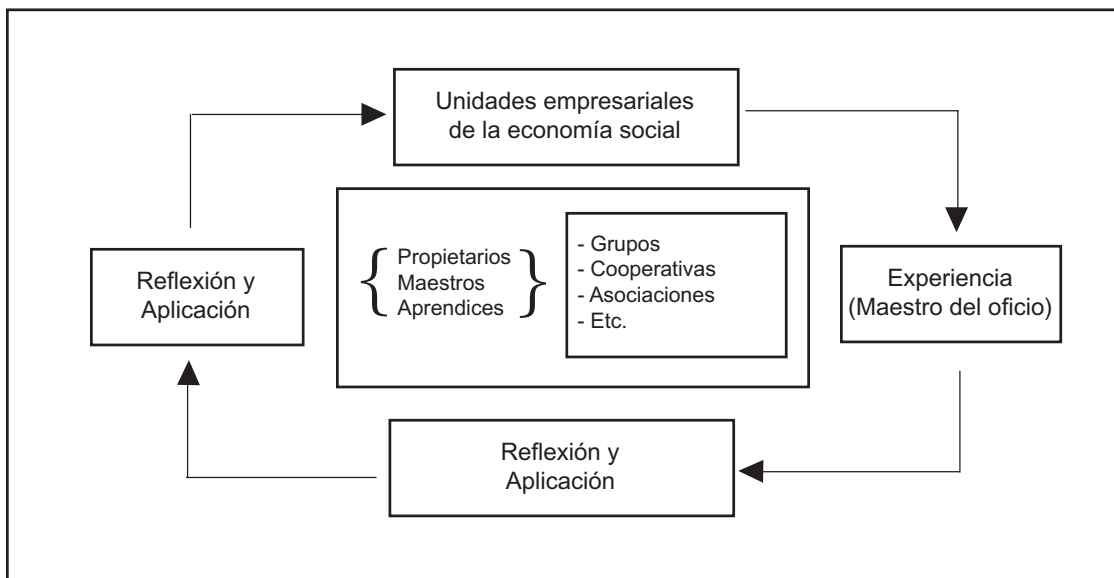 Unidades empresariales
de la economía social
Reflexión y
Aplicación
Propietarios
Maestros
Aprendices
- Grupos
- Cooperativas
- Asociaciones
- Etc.
Experiencia
(Maestro del oficio)
Reflexión y
Aplicación